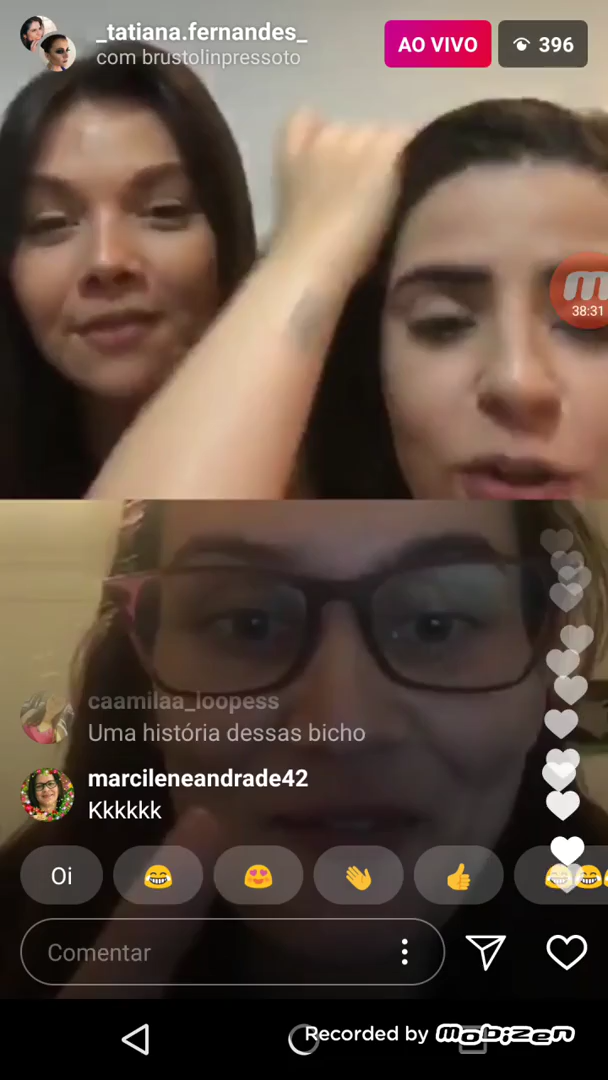 _tatiana.fernandes_
com brustolinpressoto
AO VIVO
396
m
38:31
caamilaa_loopess
Uma história dessas bicho
marcileneandrade42
Kkkkkk
Oi
Comentar
Recorded by mobizen